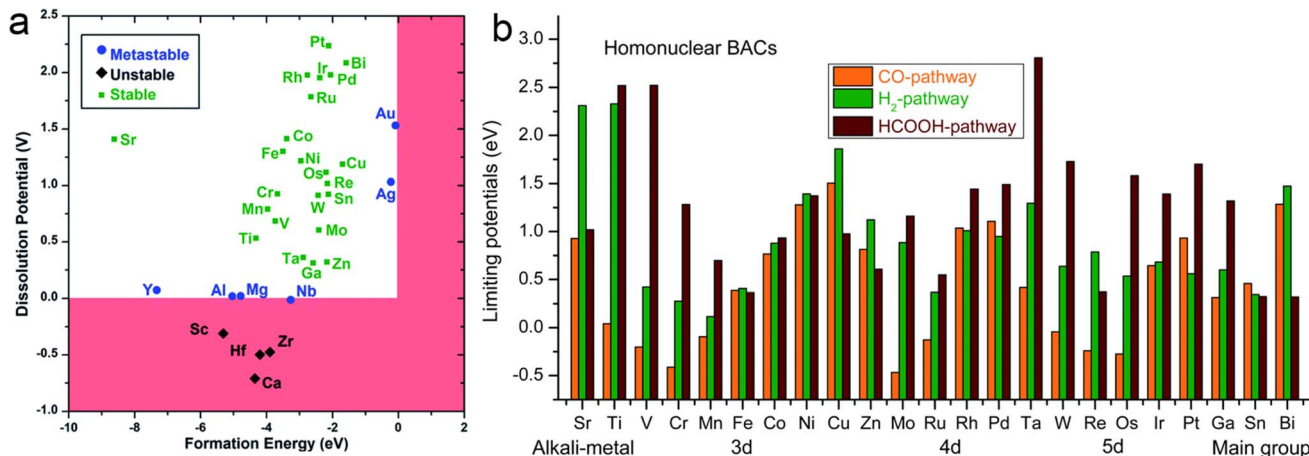 a
Metastable
Unstable
Stable
Dissolution Potential (V)
2.5
2.0
1.5
1.0
0.5
0.0
-0.5
-1.0
Pt
Bi
Ir
Rh
Pd
Ru
Au
Sr
Co
Fe
Ni
Cu
Os
Re
Ag
Cr
Sn
W
Mn
V
Mo
Ti
Ta
Zn
Ga
Y
Al
Mg
Nb
Sc
Zr
Hf
Ca
-10 -8 -6 -4 -2 0 2
Formation Energy (eV)
b
Homonuclear BACs
CO-pathway
H₂-pathway
HCOOH-pathway
Limiting potentials (eV)
2.5
2.0
1.5
1.0
0.5
0.0
-0.5
Sr Ti V Cr Mn Fe Co Ni Cu Zn Mo Ru Rh Pd Ta W Re Os Ir Pt Ga Sn Bi
Alkali-metal 3d 4d 5d Main group